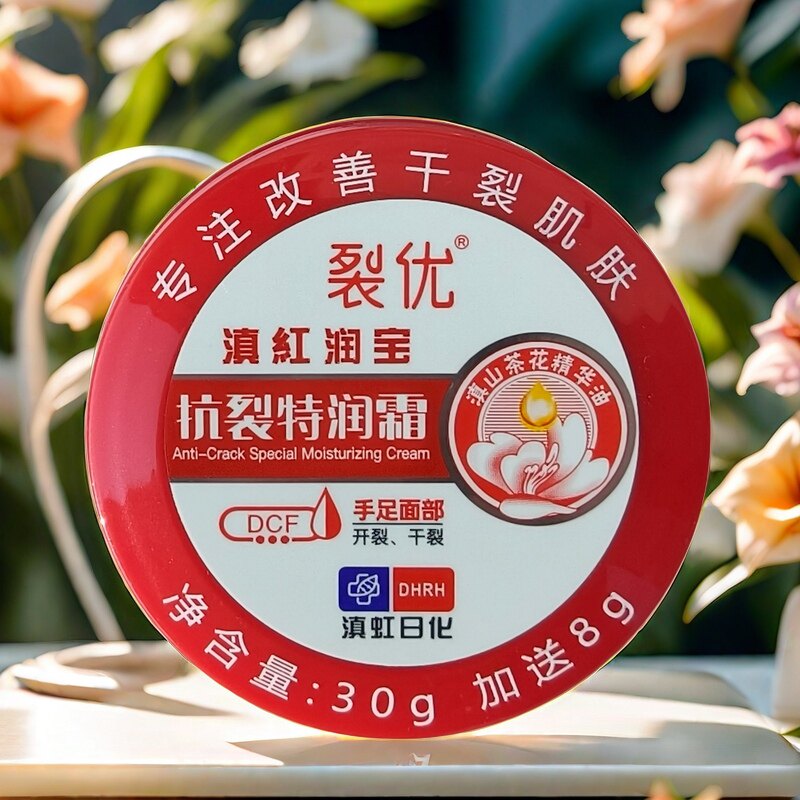 专注改善干裂肌肤
裂优®
滇紅润宝
抗裂特润霜
Anti-Crack Special Moisturizing Cream
滇山茶花精华油
DCF
手足面部
开裂、干裂
DHRH
滇虹日化
净含量:30g 加送8g